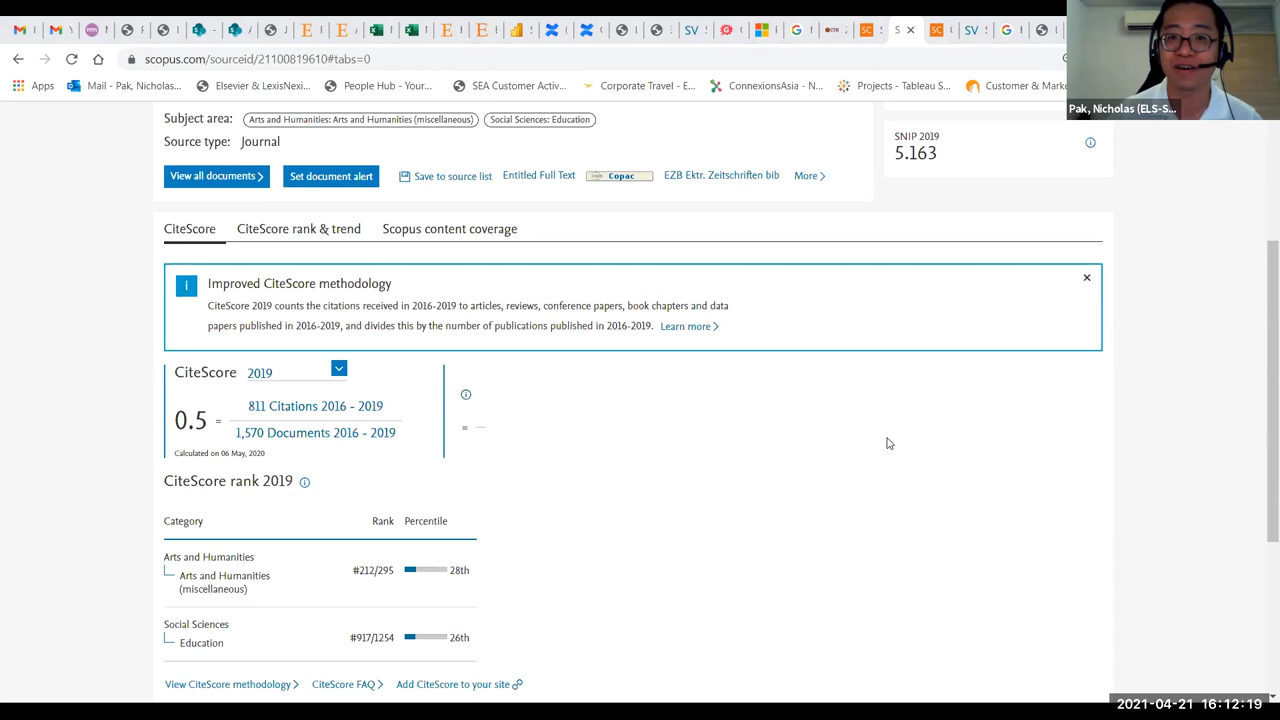 scopus.com/sourceid/21100819610#tabs=0
Apps
Mail - Pak, Nicholas...
Elsevier & LexisNexi...
People Hub - Your...
SEA Customer Activ...
Corporate Travel - E...
ConnexionsAsia - N...
Projects - Tableau S...
Customer & Marke
Pak, Nicholas (ELS-S...
Subject area: Arts and Humanities: Arts and Humanities (miscellaneous) Social Sciences: Education
Source type: Journal
SNIP 2019
5.163
View all documents > Set document alert Save to source list Entitled Full Text Copac EZB Ektr. Zeitschriften bib More >
CiteScore CiteScore rank & trend Scopus content coverage
Improved CiteScore methodology
CiteScore 2019 counts the citations received in 2016-2019 to articles, reviews, conference papers, book chapters and data
papers published in 2016-2019, and divides this by the number of publications published in 2016-2019. Learn more >
CiteScore 2019
811 Citations 2016 - 2019
0.5 =
1,570 Documents 2016 - 2019
=
Calculated on 06 May, 2020
CiteScore rank 2019
Category Rank Percentile
Arts and Humanities
Arts and Humanities
(miscellaneous)
#212/295 28th
Social Sciences
Education
#917/1254 26th
View CiteScore methodology > CiteScore FAQ > Add CiteScore to your site
2021-04-21 16:12:19